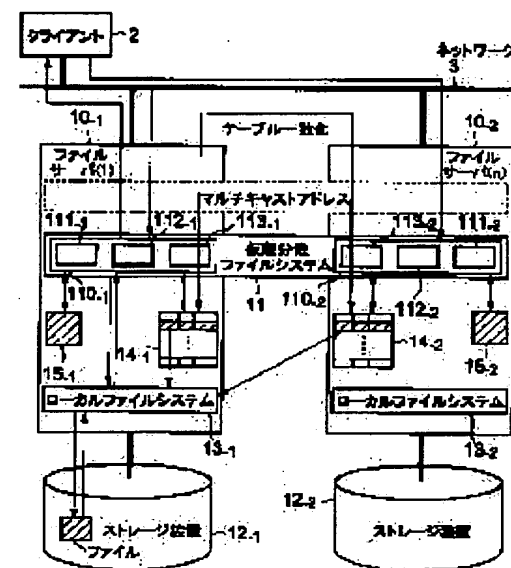 クライアント
2
ネットワーク
3
10-1
10-2
ファイル
サーバ(1)
テーブル一致化
ファイル
サーバ(n)
マルチキャストアドレス
111-1
112-1
113-1
113-2
111-2
仮想分散
ファイルシステム
110-1
11
110-2
112-2
15-1
14-1
14-2
15-2
ローカルファイルシステム
13-1
ローカルファイルシステム
13-2
12-2
ストレージ装置
12-1
ファイル
ストレージ装置